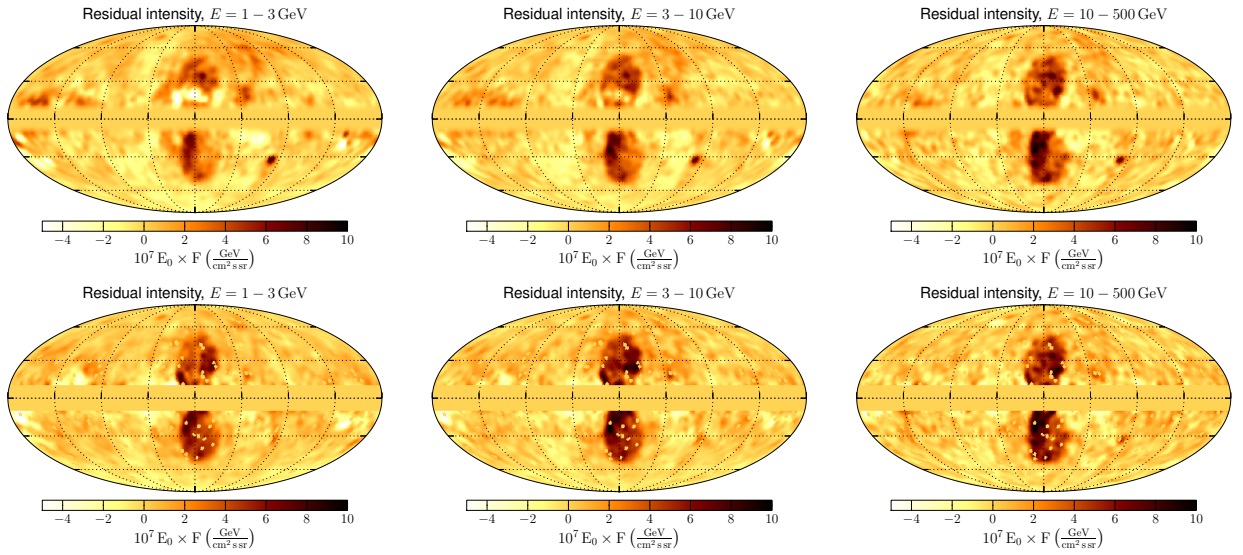 Residual intensity, E = 1 − 3 GeV
−4 −2 0 2 4 6 8 10
10⁷ E₀ × F (GeV / cm² s sr)
Residual intensity, E = 3 − 10 GeV
−4 −2 0 2 4 6 8 10
10⁷ E₀ × F (GeV / cm² s sr)
Residual intensity, E = 10 − 500 GeV
−4 −2 0 2 4 6 8 10
10⁷ E₀ × F (GeV / cm² s sr)
Residual intensity, E = 1 − 3 GeV
−4 −2 0 2 4 6 8 10
10⁷ E₀ × F (GeV / cm² s sr)
Residual intensity, E = 3 − 10 GeV
−4 −2 0 2 4 6 8 10
10⁷ E₀ × F (GeV / cm² s sr)
Residual intensity, E = 10 − 500 GeV
−4 −2 0 2 4 6 8 10
10⁷ E₀ × F (GeV / cm² s sr)